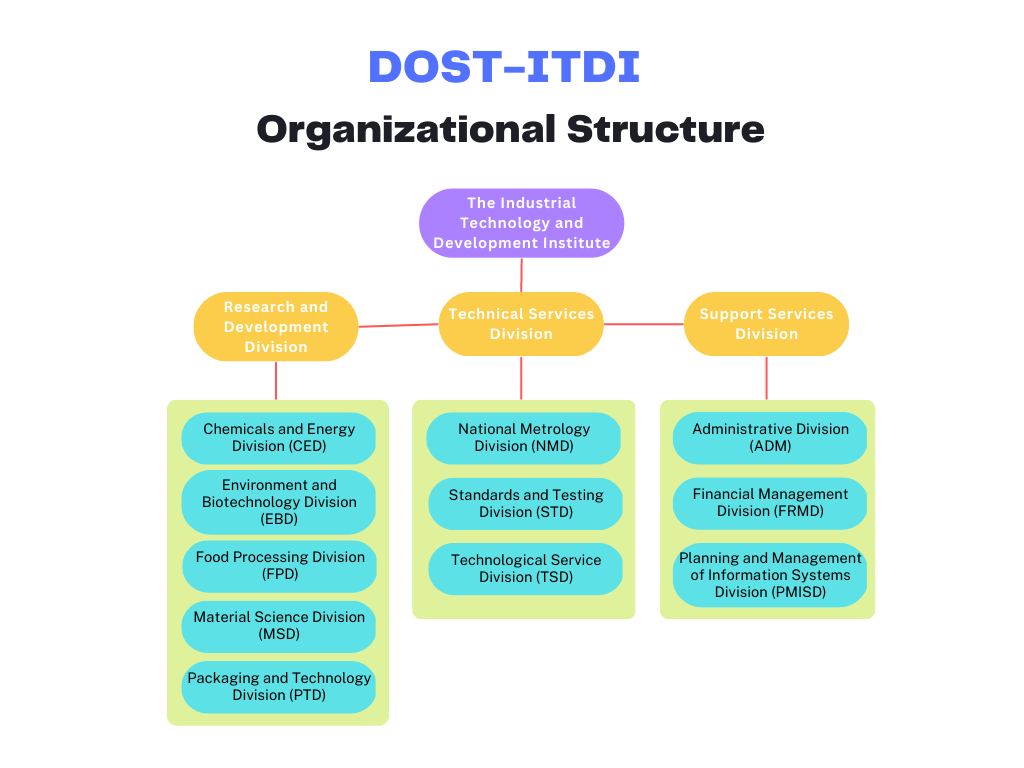 DOST-ITDI
Organizational Structure
The Industrial
Technology and
Development Institute
Research and
Development
Division
Technical Services
Division
Support Services
Division
Chemicals and Energy
Division (CED)
Environment and
Biotechnology Division
(EBD)
Food Processing Division
(FPD)
Material Science Division
(MSD)
Packaging and Technology
Division (PTD)
National Metrology
Division (NMD)
Standards and Testing
Division (STD)
Technological Service
Division (TSD)
Administrative Division
(ADM)
Financial Management
Division (FRMD)
Planning and Management
of Information Systems
Division (PMISD)